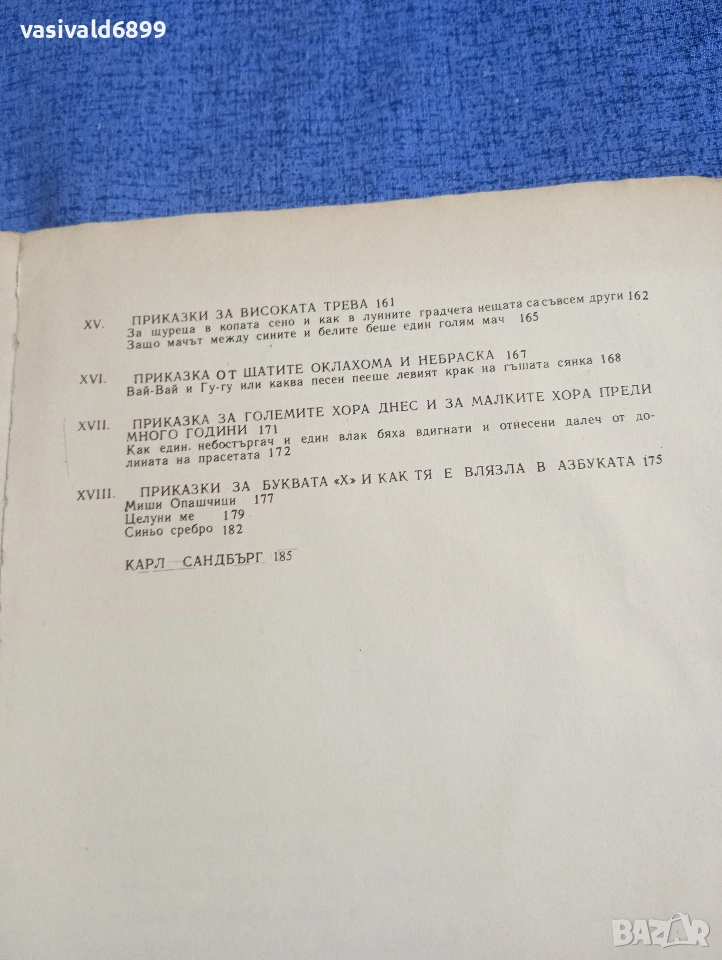 vasivald6899
XV. ПРИКАЗКИ ЗА ВИСОКАТА ТРЕВА 161
За щуреца в копата сено и как в лунните градчета нещата са съвсем други 162
Защо мачът между сините и белите беше един голям мач 165
XVI. ПРИКАЗКА ОТ ЩАТИТЕ ОКЛАХОМА И НЕБРАСКА 167
Вай-Вай и Гу-гу или каква песен пееше левият крак на гъшата сянка 168
XVII. ПРИКАЗКА ЗА ГОЛЕМИТЕ ХОРА ДНЕС И ЗА МАЛКИТЕ ХОРА ПРЕДИ
МНОГО ГОДИНИ 171
Как един небостъргач и един влак бяха вдигнати и отнесени далеч от до-
лината на прасетата 172
XVIII. ПРИКАЗКИ ЗА БУКВАТА «Х» И КАК ТЯ Е ВЛЯЗЛА В АЗБУКАТА 175
Миши Опашчици 177
Целуни ме 179
Синьо сребро 182
КАРЛ САНДБЪРГ 185
BAZAR